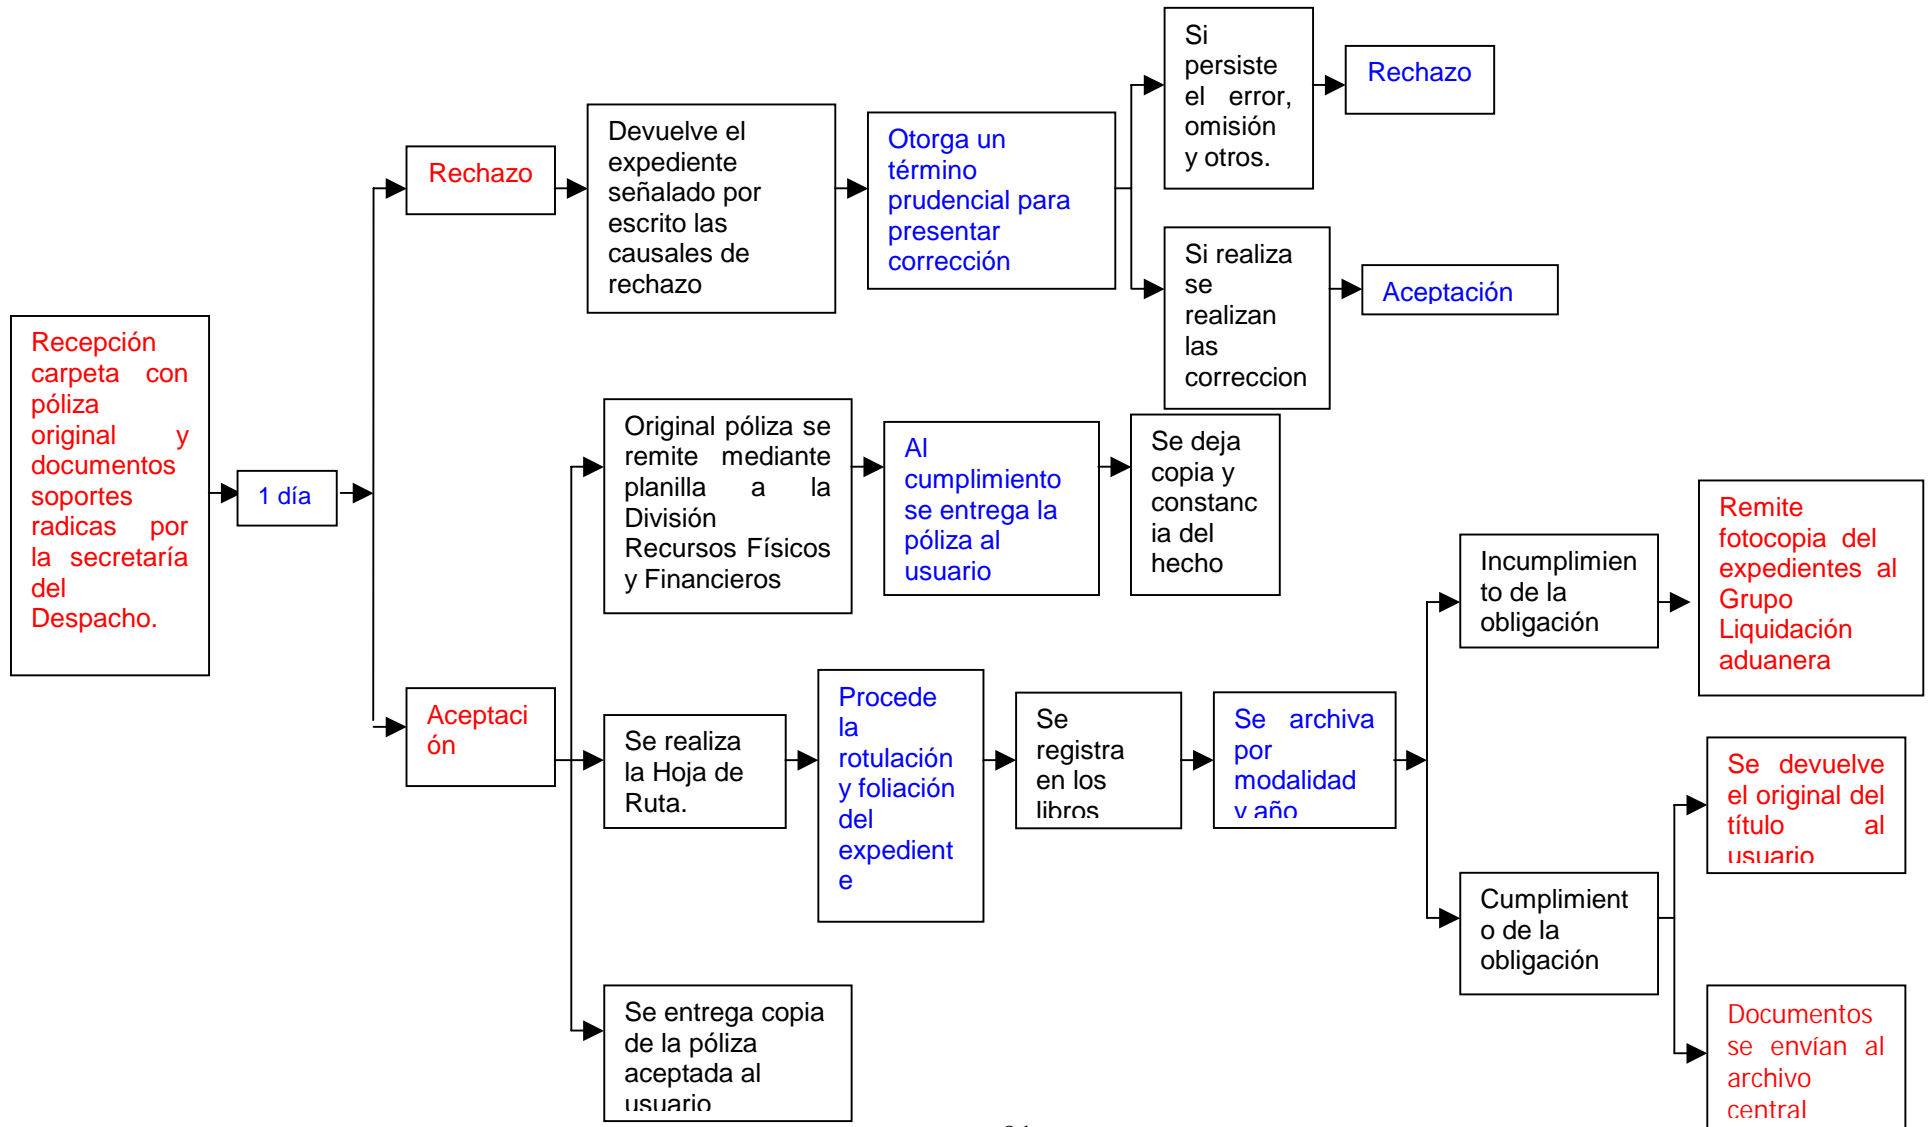 Recepción
carpeta con
póliza
original y
documentos
soportes
radicas por
la secretaría
del
Despacho.
1 día
Rechazo
Devuelve el
expediente
señalado por
escrito las
causales de
rechazo
Otorga un
término
prudencial para
presentar
corrección
Si
persiste
el error,
omisión
y otros.
Rechazo
Si realiza
se
realizan
las
correccion
Aceptación
Aceptaci
ón
Original póliza se
remite mediante
planilla a la
División
Recursos Físicos
y Financieros
Al
cumplimiento
se entrega la
póliza al
usuario
Se deja
copia y
constanc
ia del
hecho
Se realiza
la Hoja de
Ruta.
Procede
la
rotulación
y foliación
del
expedient
e
Se
registra
en los
libros
Se archiva
por
modalidad
y año
Incumplimien
to de la
obligación
Remite
fotocopia del
expedientes al
Grupo
Liquidación
aduanera
Cumplimient
o de la
obligación
Se devuelve
el original del
título al
usuario
Documentos
se envían al
archivo
central
Se entrega copia
de la póliza
aceptada al
usuario